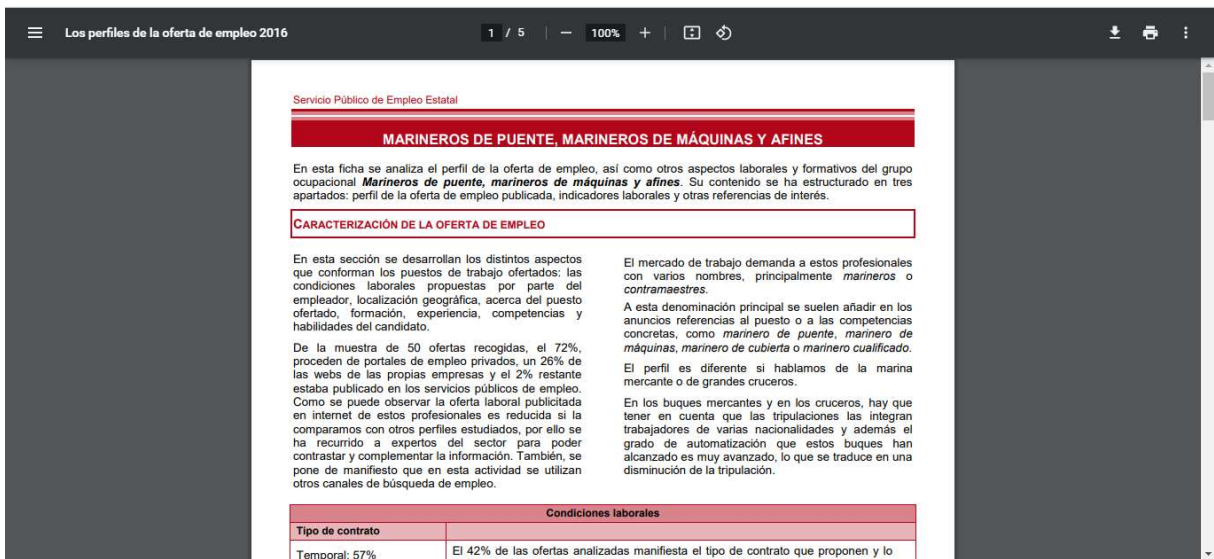 Los perfiles de la oferta de empleo 2016
1 / 5
100%
Servicio Público de Empleo Estatal
MARINEROS DE PUENTE, MARINEROS DE MÁQUINAS Y AFINES
En esta ficha se analiza el perfil de la oferta de empleo, así como otros aspectos laborales y formativos del grupo
ocupacional Marineros de puente, marineros de máquinas y afines. Su contenido se ha estructurado en tres
apartados: perfil de la oferta de empleo publicada, indicadores laborales y otras referencias de interés.
CARACTERIZACIÓN DE LA OFERTA DE EMPLEO
En esta sección se desarrollan los distintos aspectos
que conforman los puestos de trabajo ofertados: las
condiciones laborales propuestas por parte del
empleador, localización geográfica, acerca del puesto
ofertado, formación, experiencia, competencias y
habilidades del candidato.
De la muestra de 50 ofertas recogidas, el 72%,
proceden de portales de empleo privados, un 26% de
las webs de las propias empresas y el 2% restante
estaba publicado en los servicios públicos de empleo.
Como se puede observar la oferta laboral publicitada
en internet de estos profesionales es reducida si la
comparamos con otros perfiles estudiados, por ello se
ha recurrido a expertos del sector para poder
contrastar y complementar la información. También, se
pone de manifiesto que en esta actividad se utilizan
otros canales de búsqueda de empleo.
El mercado de trabajo demanda a estos profesionales
con varios nombres, principalmente marineros o
contramaestres.
A esta denominación principal se suelen añadir en los
anuncios referencias al puesto o a las competencias
concretas, como marinero de puente, marinero de
máquinas, marinero de cubierta o marinero cualificado.
El perfil es diferente si hablamos de la marina
mercante o de grandes cruceros.
En los buques mercantes y en los cruceros, hay que
tener en cuenta que las tripulaciones las integran
trabajadores de varias nacionalidades y además el
grado de automatización que estos buques han
alcanzado es muy avanzado, lo que se traduce en una
disminución de la tripulación.
Condiciones laborales
Tipo de contrato
Temporal: 57%
El 42% de las ofertas analizadas manifiesta el tipo de contrato que proponen y lo